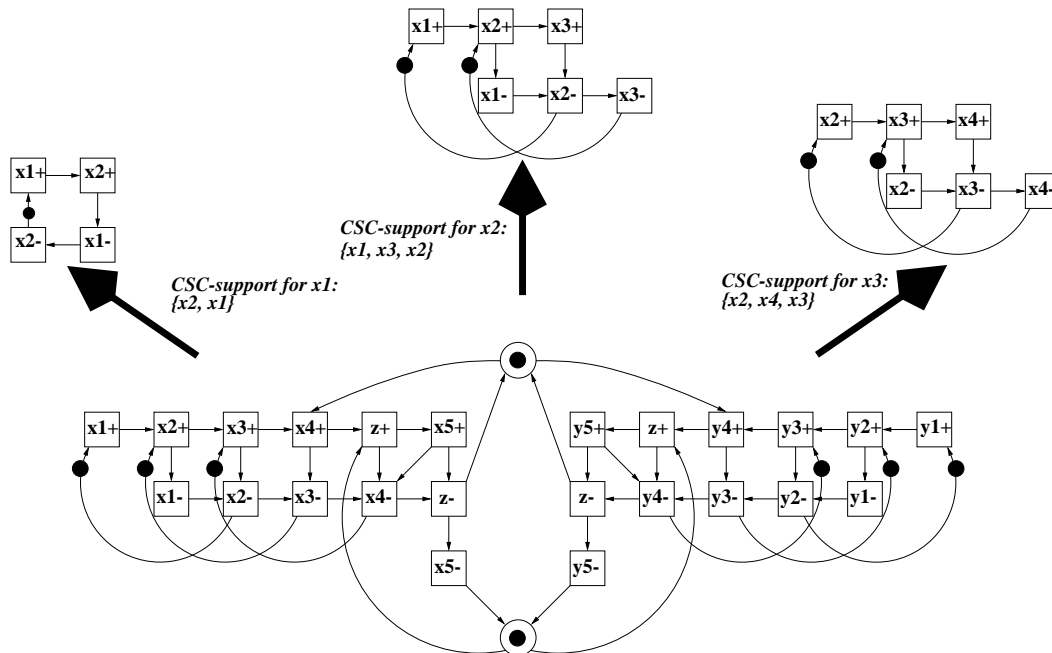 x1+ x2+ x3+
x1- x2- x3-
x2+ x3+ x4+
x2- x3- x4-
x1+ x2+
x2- x1-
CSC-support for x2:
{x1, x3, x2}
CSC-support for x1:
{x2, x1}
CSC-support for x3:
{x2, x4, x3}
x1+ x2+ x3+ x4+ z+ x5+ y5+ z+ y4+ y3+ y2+ y1+
x1- x2- x3- x4- z- z- y4- y3- y2- y1-
x5- y5-